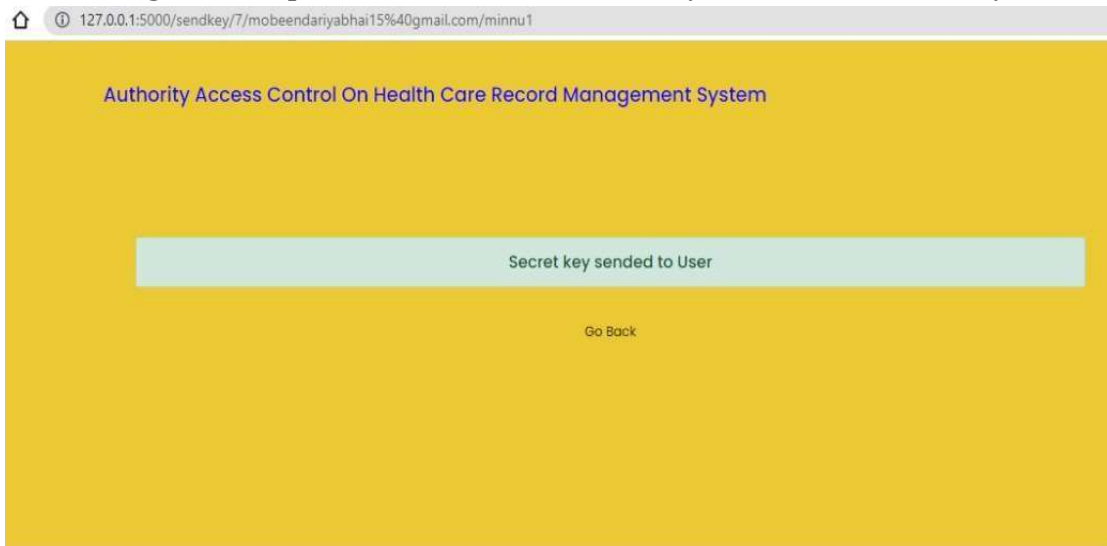 127.0.0.1:5000/sendkey/7/mobeendariyabhai15%40gmail.com/minnu1
Authority Access Control On Health Care Record Management System
Secret key sended to User
Go Back